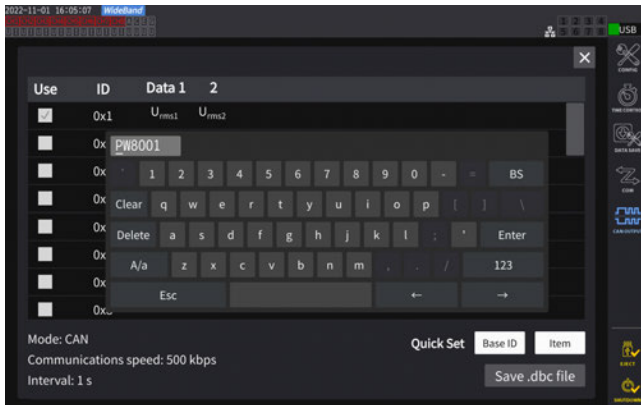 2022-11-01 16:05:07 WideBand
USB
CONFIG
TIME CONTROL
DATA SAVE
COM
CAN OUTPUT
Use ID Data 1 2
0x1 Urms1 Urms2
0x
PW8001
0x
1 2 3 4 5 6 7 8 9 0 - = BS
0x
Clear q w e r t y u i o p [ ] \
0x
Delete a s d f g h j k l ; ' Enter
0x
A/a z x c v b n m , . / 123
0x
Esc ← →
Mode: CAN
Communications speed: 500 kbps
Interval: 1 s
Quick Set Base ID Item
Save .dbc file
EJECT
SHUTDOWN